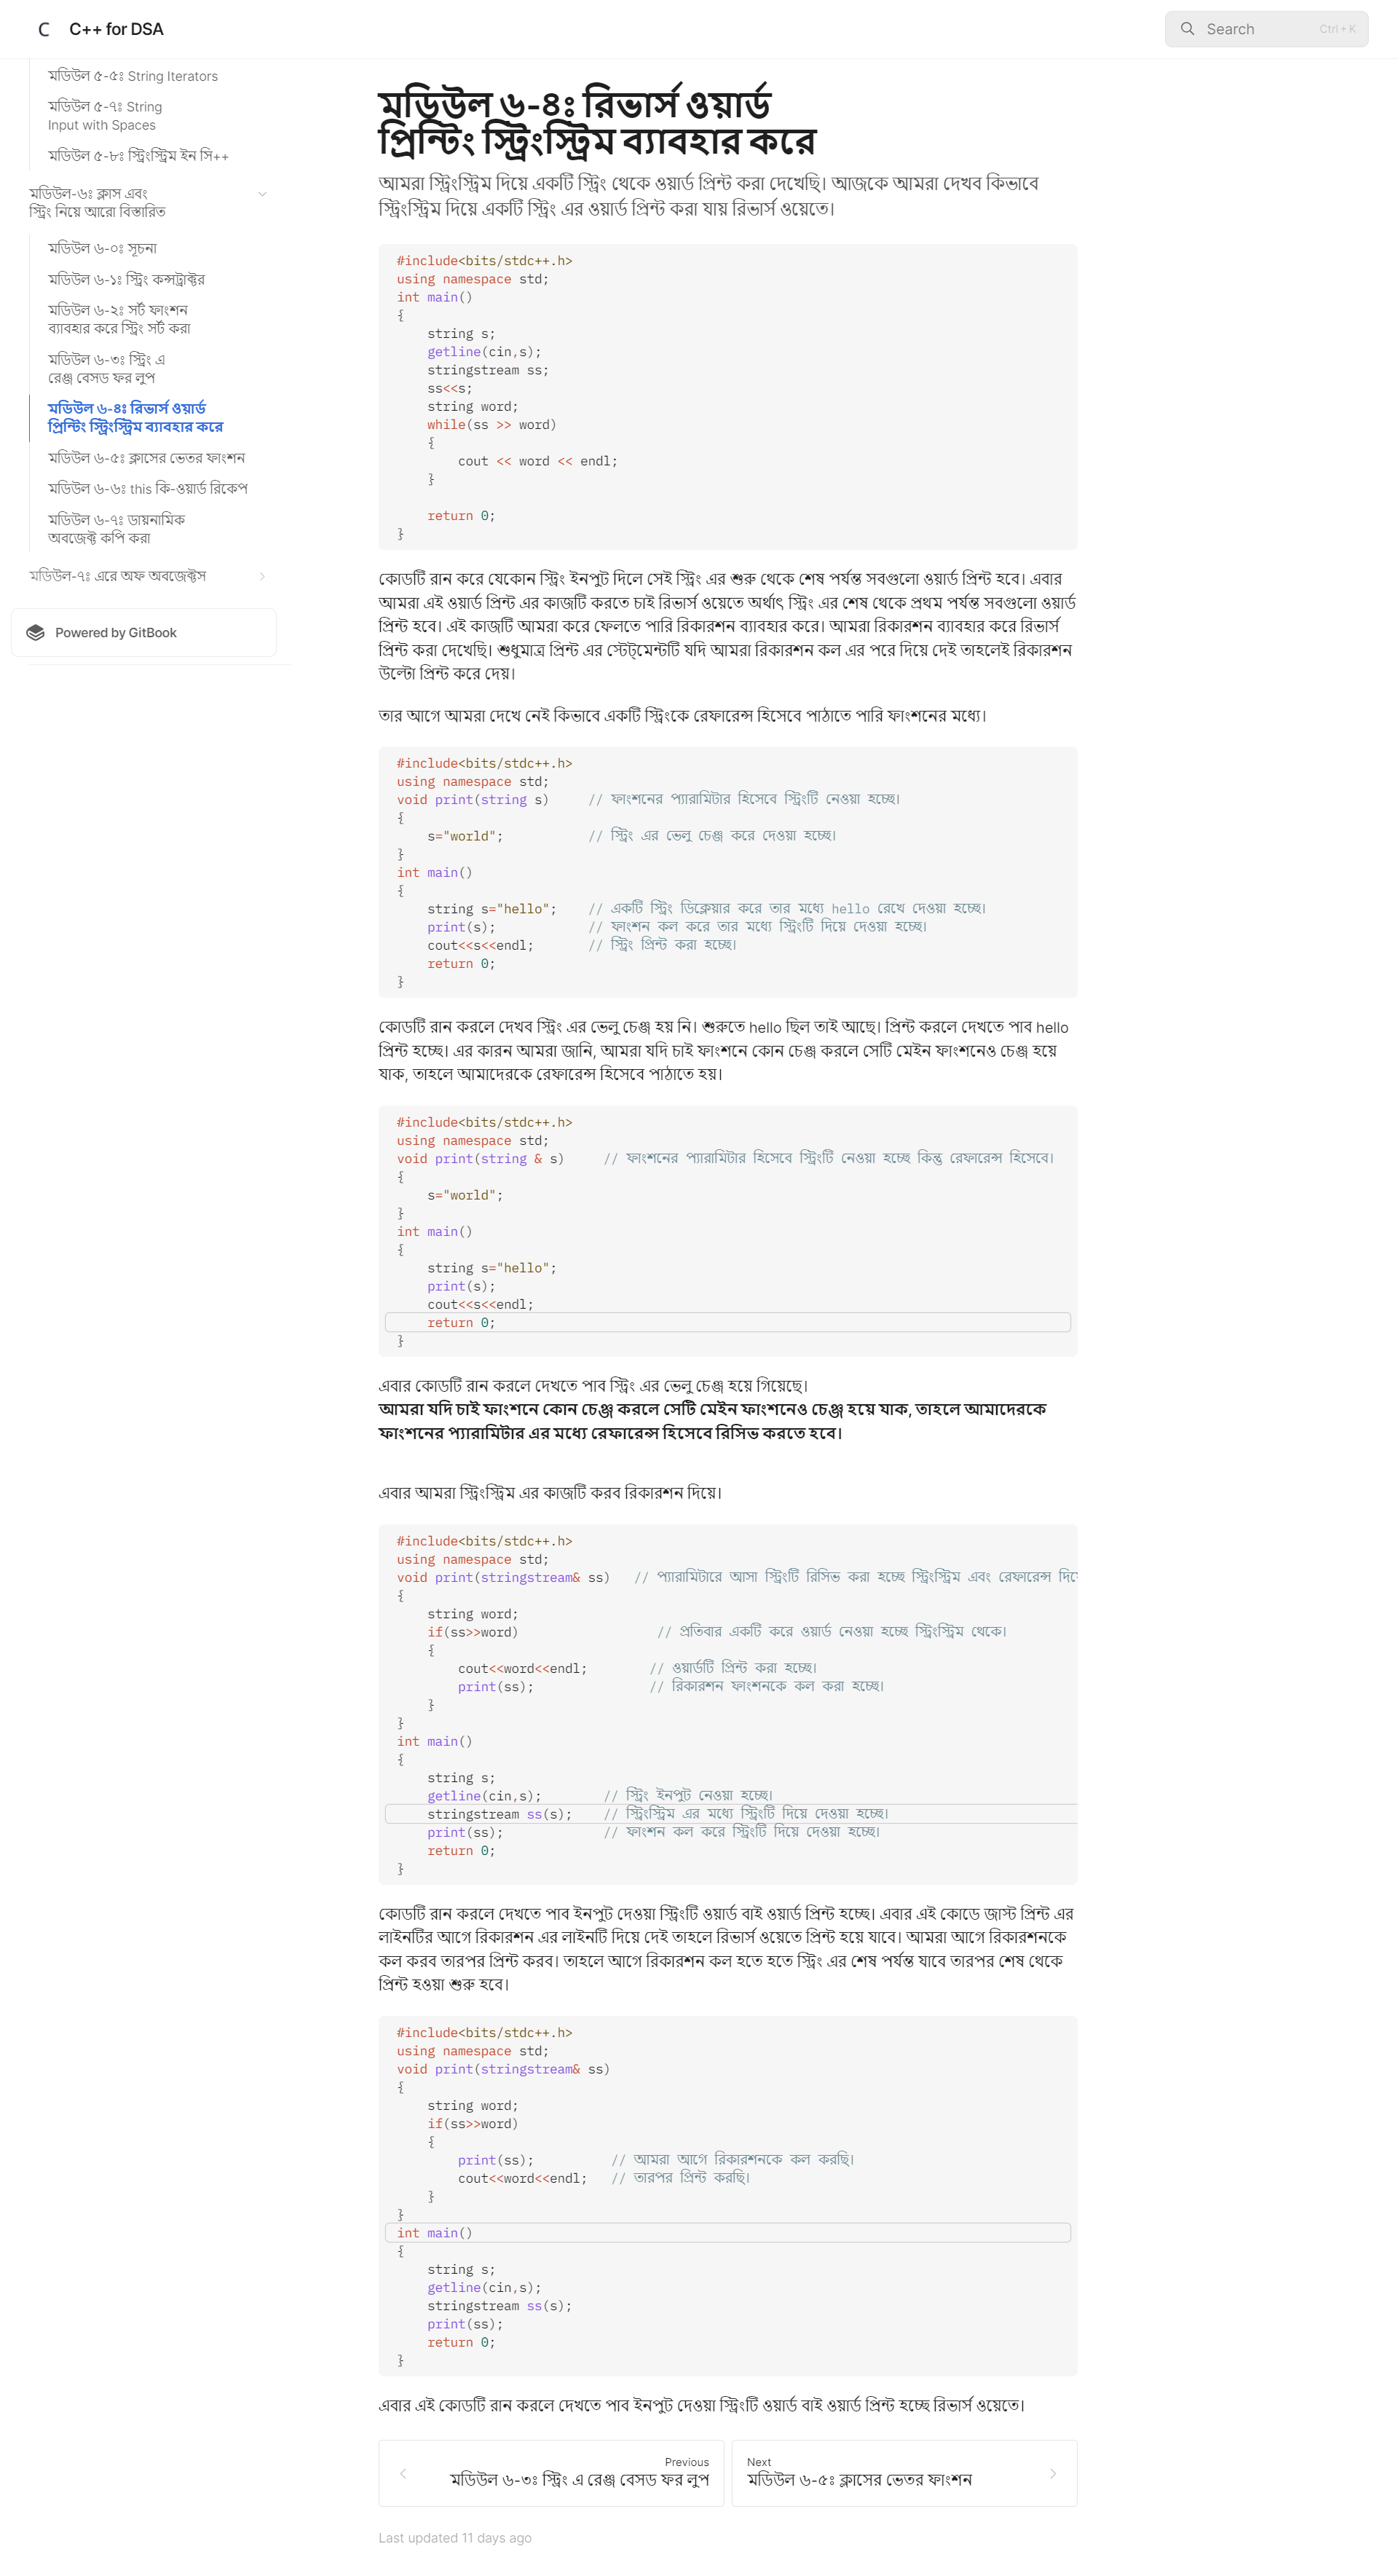 C
C++ for DSA
Search
Ctrl + K
মডিউল ৫-৫ঃ String Iterators
মডিউল ৫-৭ঃ String
Input with Spaces
মডিউল ৫-৮ঃ স্ট্রিংস্ট্রিম ইন সি++
মডিউল-৬ঃ ক্লাস এবং
স্ট্রিং নিয়ে আরো বিস্তারিত
মডিউল ৬-০ঃ সূচনা
মডিউল ৬-১ঃ স্ট্রিং কন্সট্রাক্টর
মডিউল ৬-২ঃ সর্ট ফাংশন
ব্যাবহার করে স্ট্রিং সর্ট করা
মডিউল ৬-৩ঃ স্ট্রিং এ
রেঞ্জ বেসড ফর লুপ
মডিউল ৬-৪ঃ রিভার্স ওয়ার্ড
প্রিন্টিং স্ট্রিংস্ট্রিম ব্যাবহার করে
মডিউল ৬-৫ঃ ক্লাসের ভেতর ফাংশন
মডিউল ৬-৬ঃ this কি-ওয়ার্ড রিকেপ
মডিউল ৬-৭ঃ ডায়নামিক
অবজেক্ট কপি করা
মডিউল-৭ঃ এরে অফ অবজেক্টস
Powered by GitBook
মডিউল ৬-৪ঃ রিভার্স ওয়ার্ড
প্রিন্টিং স্ট্রিংস্ট্রিম ব্যাবহার করে
আমরা স্ট্রিংস্ট্রিম দিয়ে একটি স্ট্রিং থেকে ওয়ার্ড প্রিন্ট করা দেখেছি। আজকে আমরা দেখব কিভাবে
স্ট্রিংস্ট্রিম দিয়ে একটি স্ট্রিং এর ওয়ার্ড প্রিন্ট করা যায় রিভার্স ওয়েতে।
#include<bits/stdc++.h>
using namespace std;
int main()
{
    string s;
    getline(cin,s);
    stringstream ss;
    ss<<s;
    string word;
    while(ss >> word)
    {
        cout << word << endl;
    }
    return 0;
}
কোডটি রান করে যেকোন স্ট্রিং ইনপুট দিলে সেই স্ট্রিং এর শুরু থেকে শেষ পর্যন্ত সবগুলো ওয়ার্ড প্রিন্ট হবে। এবার
আমরা এই ওয়ার্ড প্রিন্ট এর কাজটি করতে চাই রিভার্স ওয়েতে অর্থাৎ স্ট্রিং এর শেষ থেকে প্রথম পর্যন্ত সবগুলো ওয়ার্ড
প্রিন্ট হবে। এই কাজটি আমরা করে ফেলতে পারি রিকারশন ব্যাবহার করে। আমরা রিকারশন ব্যাবহার করে রিভার্স
প্রিন্ট করা দেখেছি। শুধুমাত্র প্রিন্ট এর স্টেট্মেন্টটি যদি আমরা রিকারশন কল এর পরে দিয়ে দেই তাহলেই রিকারশন
উল্টো প্রিন্ট করে দেয়।
তার আগে আমরা দেখে নেই কিভাবে একটি স্ট্রিংকে রেফারেন্স হিসেবে পাঠাতে পারি ফাংশনের মধ্যে।
#include<bits/stdc++.h>
using namespace std;
void print(string s)     // ফাংশনের প্যারামিটার হিসেবে স্ট্রিংটি নেওয়া হচ্ছে।
{
    s="world";           // স্ট্রিং এর ভেলু চেঞ্জ করে দেওয়া হচ্ছে।
}
int main()
{
    string s="hello";    // একটি স্ট্রিং ডিক্লেয়ার করে তার মধ্যে hello রেখে দেওয়া হচ্ছে।
    print(s);            // ফাংশন কল করে তার মধ্যে স্ট্রিংটি দিয়ে দেওয়া হচ্ছে।
    cout<<s<<endl;       // স্ট্রিং প্রিন্ট করা হচ্ছে।
    return 0;
}
কোডটি রান করলে দেখব স্ট্রিং এর ভেলু চেঞ্জ হয় নি। শুরুতে hello ছিল তাই আছে। প্রিন্ট করলে দেখতে পাব hello
প্রিন্ট হচ্ছে। এর কারন আমরা জানি, আমরা যদি চাই ফাংশনে কোন চেঞ্জ করলে সেটি মেইন ফাংশনেও চেঞ্জ হয়ে
যাক, তাহলে আমাদেরকে রেফারেন্স হিসেবে পাঠাতে হয়।
#include<bits/stdc++.h>
using namespace std;
void print(string & s)     // ফাংশনের প্যারামিটার হিসেবে স্ট্রিংটি নেওয়া হচ্ছে কিন্তু রেফারেন্স হিসেবে।
{
    s="world";
}
int main()
{
    string s="hello";
    print(s);
    cout<<s<<endl;
    return 0;
}
এবার কোডটি রান করলে দেখতে পাব স্ট্রিং এর ভেলু চেঞ্জ হয়ে গিয়েছে।
আমরা যদি চাই ফাংশনে কোন চেঞ্জ করলে সেটি মেইন ফাংশনেও চেঞ্জ হয়ে যাক, তাহলে আমাদেরকে
ফাংশনের প্যারামিটার এর মধ্যে রেফারেন্স হিসেবে রিসিভ করতে হবে।
এবার আমরা স্ট্রিংস্ট্রিম এর কাজটি করব রিকারশন দিয়ে।
#include<bits/stdc++.h>
using namespace std;
void print(stringstream& ss)   // প্যারামিটারে আসা স্ট্রিংটি রিসিভ করা হচ্ছে স্ট্রিংস্ট্রিম এবং রেফারেন্স দিয়ে
{
    string word;
    if(ss>>word)                  // প্রতিবার একটি করে ওয়ার্ড নেওয়া হচ্ছে স্ট্রিংস্ট্রিম থেকে।
    {
        cout<<word<<endl;        // ওয়ার্ডটি প্রিন্ট করা হচ্ছে।
        print(ss);               // রিকারশন ফাংশনকে কল করা হচ্ছে।
    }
}
int main()
{
    string s;
    getline(cin,s);        // স্ট্রিং ইনপুট নেওয়া হচ্ছে।
    stringstream ss(s);    // স্ট্রিংস্ট্রিম এর মধ্যে স্ট্রিংটি দিয়ে দেওয়া হচ্ছে।
    print(ss);             // ফাংশন কল করে স্ট্রিংটি দিয়ে দেওয়া হচ্ছে।
    return 0;
}
কোডটি রান করলে দেখতে পাব ইনপুট দেওয়া স্ট্রিংটি ওয়ার্ড বাই ওয়ার্ড প্রিন্ট হচ্ছে। এবার এই কোডে জাস্ট প্রিন্ট এর
লাইনটির আগে রিকারশন এর লাইনটি দিয়ে দেই তাহলে রিভার্স ওয়েতে প্রিন্ট হয়ে যাবে। আমরা আগে রিকারশনকে
কল করব তারপর প্রিন্ট করব। তাহলে আগে রিকারশন কল হতে হতে স্ট্রিং এর শেষ পর্যন্ত যাবে তারপর শেষ থেকে
প্রিন্ট হওয়া শুরু হবে।
#include<bits/stdc++.h>
using namespace std;
void print(stringstream& ss)
{
    string word;
    if(ss>>word)
    {
        print(ss);          // আমরা আগে রিকারশনকে কল করছি।
        cout<<word<<endl;   // তারপর প্রিন্ট করছি।
    }
}
int main()
{
    string s;
    getline(cin,s);
    stringstream ss(s);
    print(ss);
    return 0;
}
এবার এই কোডটি রান করলে দেখতে পাব ইনপুট দেওয়া স্ট্রিংটি ওয়ার্ড বাই ওয়ার্ড প্রিন্ট হচ্ছে রিভার্স ওয়েতে।
Previous
মডিউল ৬-৩ঃ স্ট্রিং এ রেঞ্জ বেসড ফর লুপ
Next
মডিউল ৬-৫ঃ ক্লাসের ভেতর ফাংশন
Last updated 11 days ago